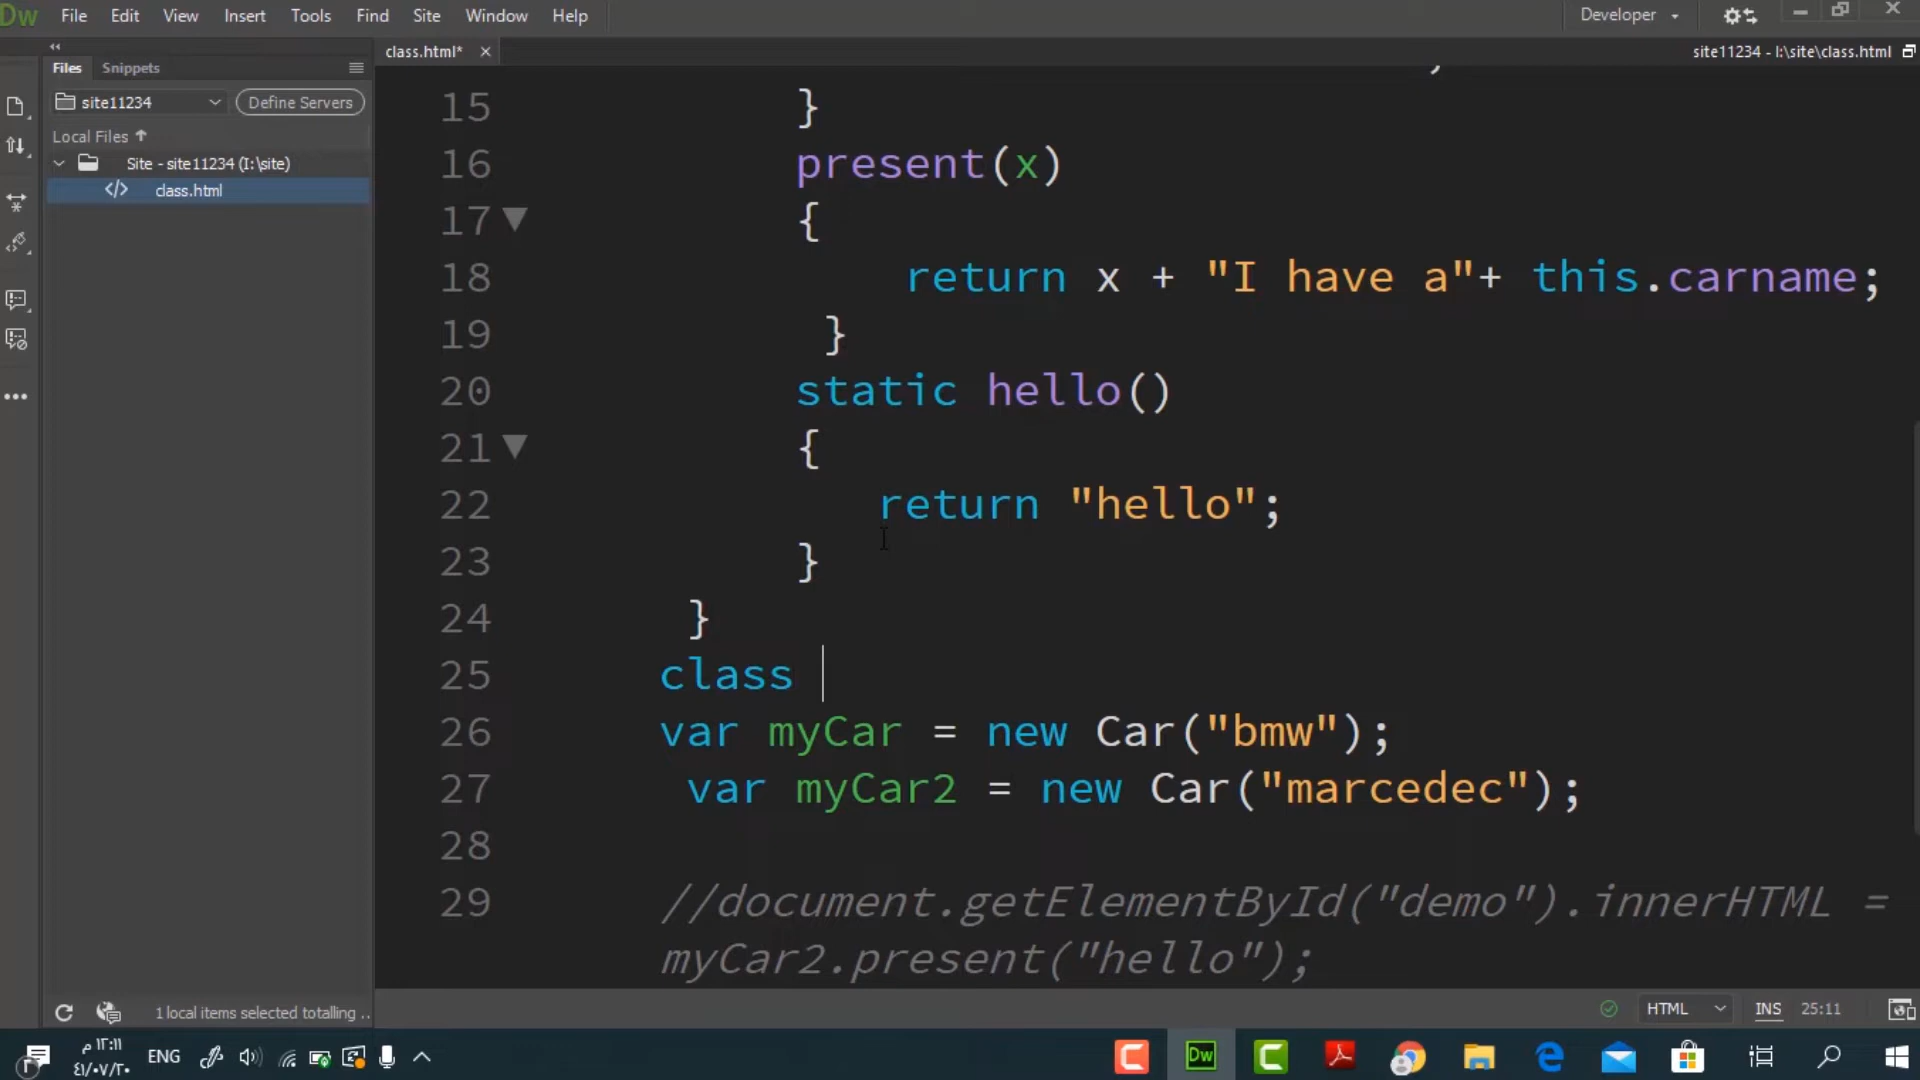 Dw File Edit View Insert Tools Find Site Window Help Developer
Files Snippets
class.html*
site11234 - I:\site\class.html
site11234 Define Servers
Local Files
Site - site11234 (I:\site)
class.html
15 }
16 present(x)
17 {
18 return x + "I have a"+ this.carname;
19 }
20 static hello()
21 {
22 return "hello";
23 }
24 }
25 class
26 var myCar = new Car("bmw");
27 var myCar2 = new Car("marcedec");
28
29 //document.getElementById("demo").innerHTML =
myCar2.present("hello");
1 local items selected totalling ..
HTML INS 25:11
ENG
Dw